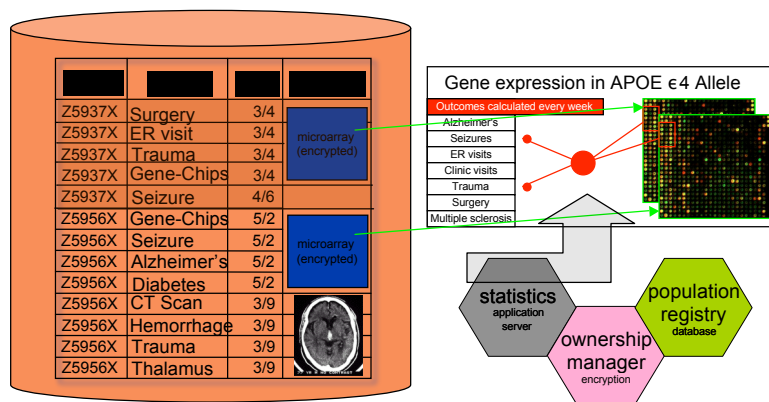 Z5937X Surgery 3/4
Z5937X ER visit 3/4
Z5937X Trauma 3/4
Z5937X Gene-Chips 3/4
Z5937X Seizure 4/6
Z5956X Gene-Chips 5/2
Z5956X Seizure 5/2
Z5956X Alzheimer's 5/2
Z5956X Diabetes 5/2
Z5956X CT Scan 3/9
Z5956X Hemorrhage 3/9
Z5956X Trauma 3/9
Z5956X Thalamus 3/9
microarray
(encrypted)
microarray
(encrypted)
Gene expression in APOE ϵ4 Allele
Outcomes calculated every week
Alzheimer's
Seizures
ER visits
Clinic visits
Trauma
Surgery
Multiple sclerosis
statistics
application
server
ownership
manager
encryption
population
registry
database